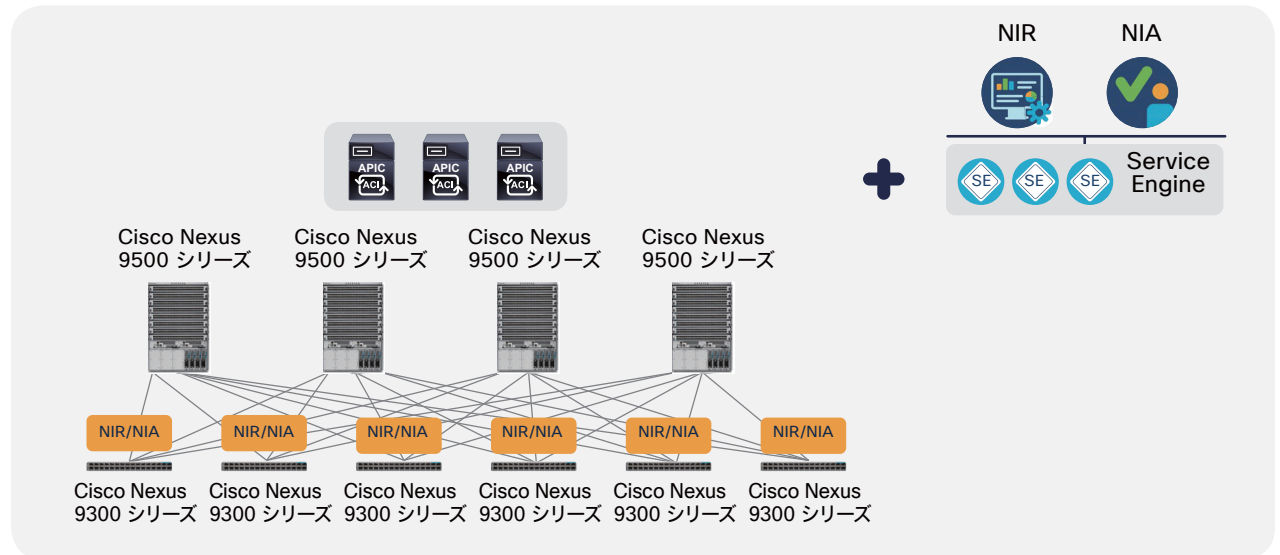 NIR NIA
APIC APIC APIC
ACI ACI ACI
SE SE SE
Service
Engine
Cisco Nexus Cisco Nexus Cisco Nexus Cisco Nexus
9500 シリーズ 9500 シリーズ 9500 シリーズ 9500 シリーズ
NIR/NIA NIR/NIA NIR/NIA NIR/NIA NIR/NIA NIR/NIA
Cisco Nexus Cisco Nexus Cisco Nexus Cisco Nexus Cisco Nexus Cisco Nexus
9300 シリーズ 9300 シリーズ 9300 シリーズ 9300 シリーズ 9300 シリーズ 9300 シリーズ